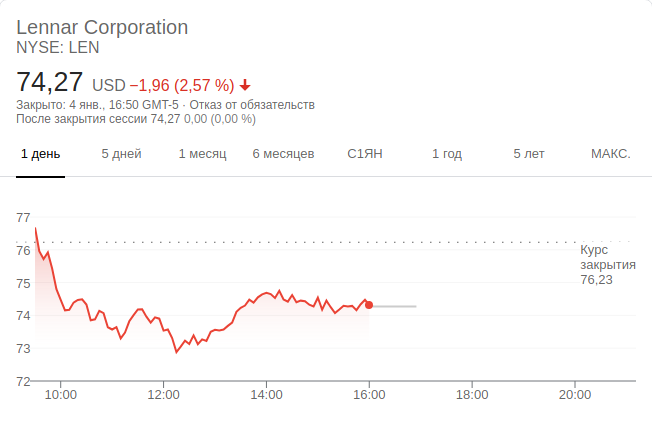 Lennar Corporation
NYSE: LEN
74,27 USD −1,96 (2,57 %)
Закрыто: 4 янв., 16:50 GMT-5 · Отказ от обязательств
После закрытия сессии 74,27 0,00 (0,00 %)
1 день 5 дней 1 месяц 6 месяцев С1ЯН 1 год 5 лет МАКС.
77
76
75
74
73
72
Курс
закрытия
76,23
10:00 12:00 14:00 16:00 18:00 20:00